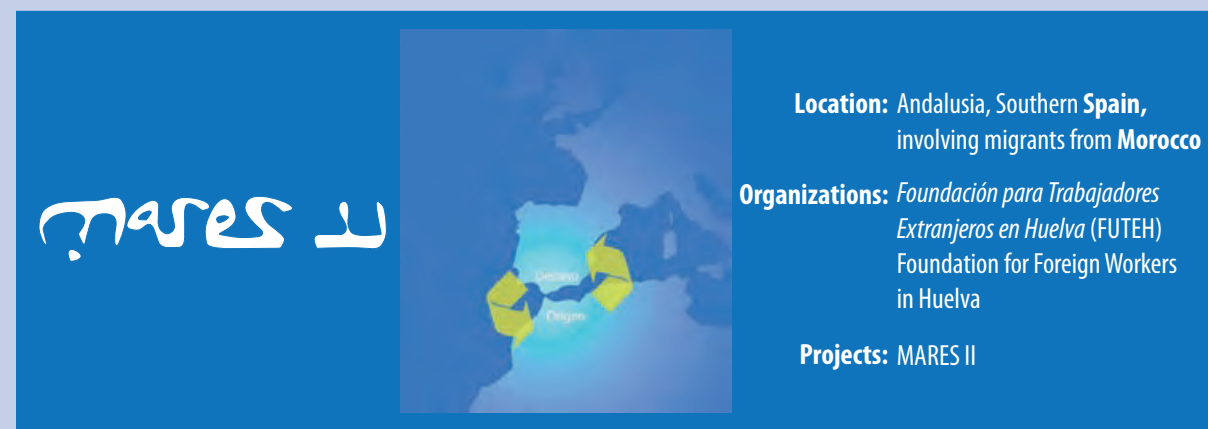 mares II
Destino
Origen
Location: Andalusia, Southern Spain,
involving migrants from Morocco
Organizations: Foundación para Trabajadores
Extranjeros en Huelva (FUTEH)
Foundation for Foreign Workers
in Huelva
Projects: MARES II